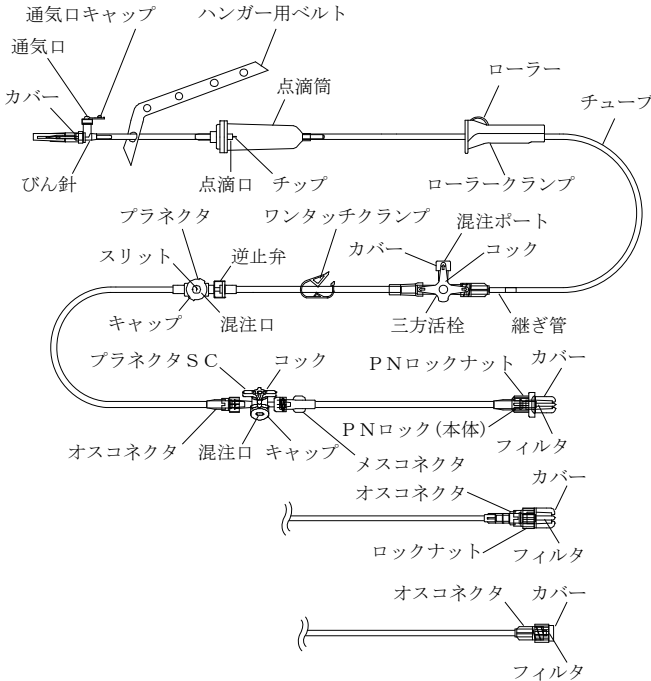 通気口キャップ
ハンガー用ベルト
通気口
カバー
点滴筒
ローラー
チューブ
びん針
点滴口
チップ
ローラークランプ
プラネクタ
ワンタッチクランプ
混注ポート
スリット
逆止弁
カバー
コック
キャップ
混注口
三方活栓
継ぎ管
プラネクタSC
コック
PNロックナット
カバー
オスコネクタ
混注口
キャップ
メスコネクタ
PNロック(本体)
フィルタ
オスコネクタ
カバー
ロックナット
フィルタ
オスコネクタ
カバー
フィルタ